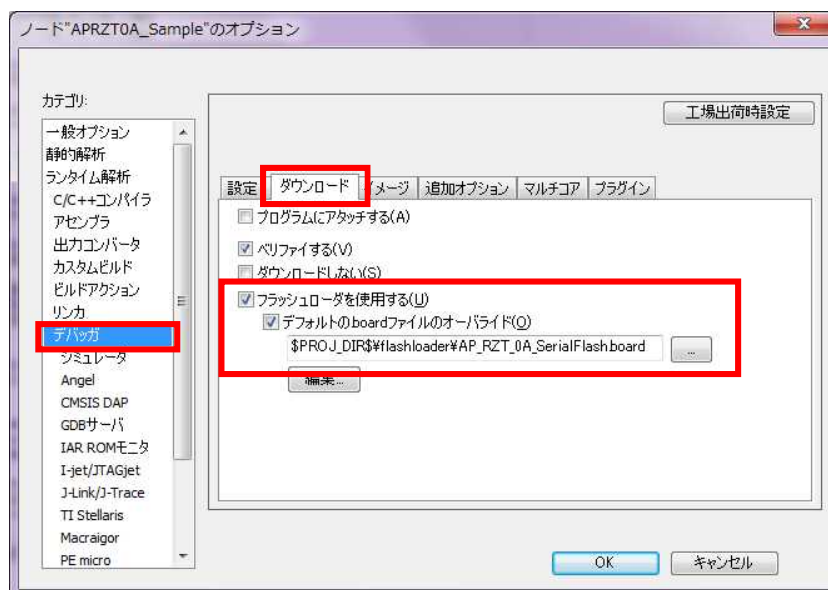 ノード"APRZT0A_Sample"のオプション
カテゴリ:
一般オプション
静的解析
ランタイム解析
C/C++コンパイラ
アセンブラ
出力コンバータ
カスタムビルド
ビルドアクション
リンカ
デバッガ
シミュレータ
Angel
CMSIS DAP
GDBサーバ
IAR ROMモニタ
I-jet/JTAGjet
J-Link/J-Trace
TI Stellaris
Macraigor
PE micro
工場出荷時設定
設定 ダウンロード イメージ 追加オプション マルチコア プラグイン
プログラムにアタッチする(A)
ベリファイする(V)
ダウンロードしない(S)
フラッシュローダを使用する(U)
デフォルトの.boardファイルのオーバライド(O)
$PROJ_DIR$¥flashloader¥AP_RZT_0A_SerialFlash.board
...
編集...
OK キャンセル